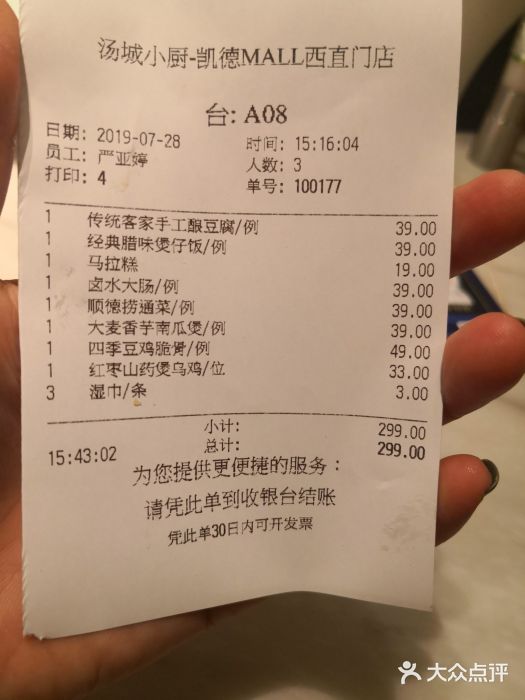 汤城小厨-凯德MALL西直门店
台: A08
日期: 2019-07-28 时间: 15:16:04
员工: 严亚婷 人数: 3
打印: 4 单号: 100177
1 传统客家手工酿豆腐/例 39.00
1 经典腊味煲仔饭/例 39.00
1 马拉糕 19.00
1 卤水大肠/例 39.00
1 顺德捞通菜/例 39.00
1 大麦香芋南瓜煲/例 39.00
1 四季豆鸡脆骨/例 49.00
1 红枣山药煲乌鸡/位 33.00
3 湿巾/条 3.00
小计: 299.00
15:43:02 总计: 299.00
为您提供更便捷的服务:
请凭此单到收银台结账
凭此单30日内可开发票
大众点评